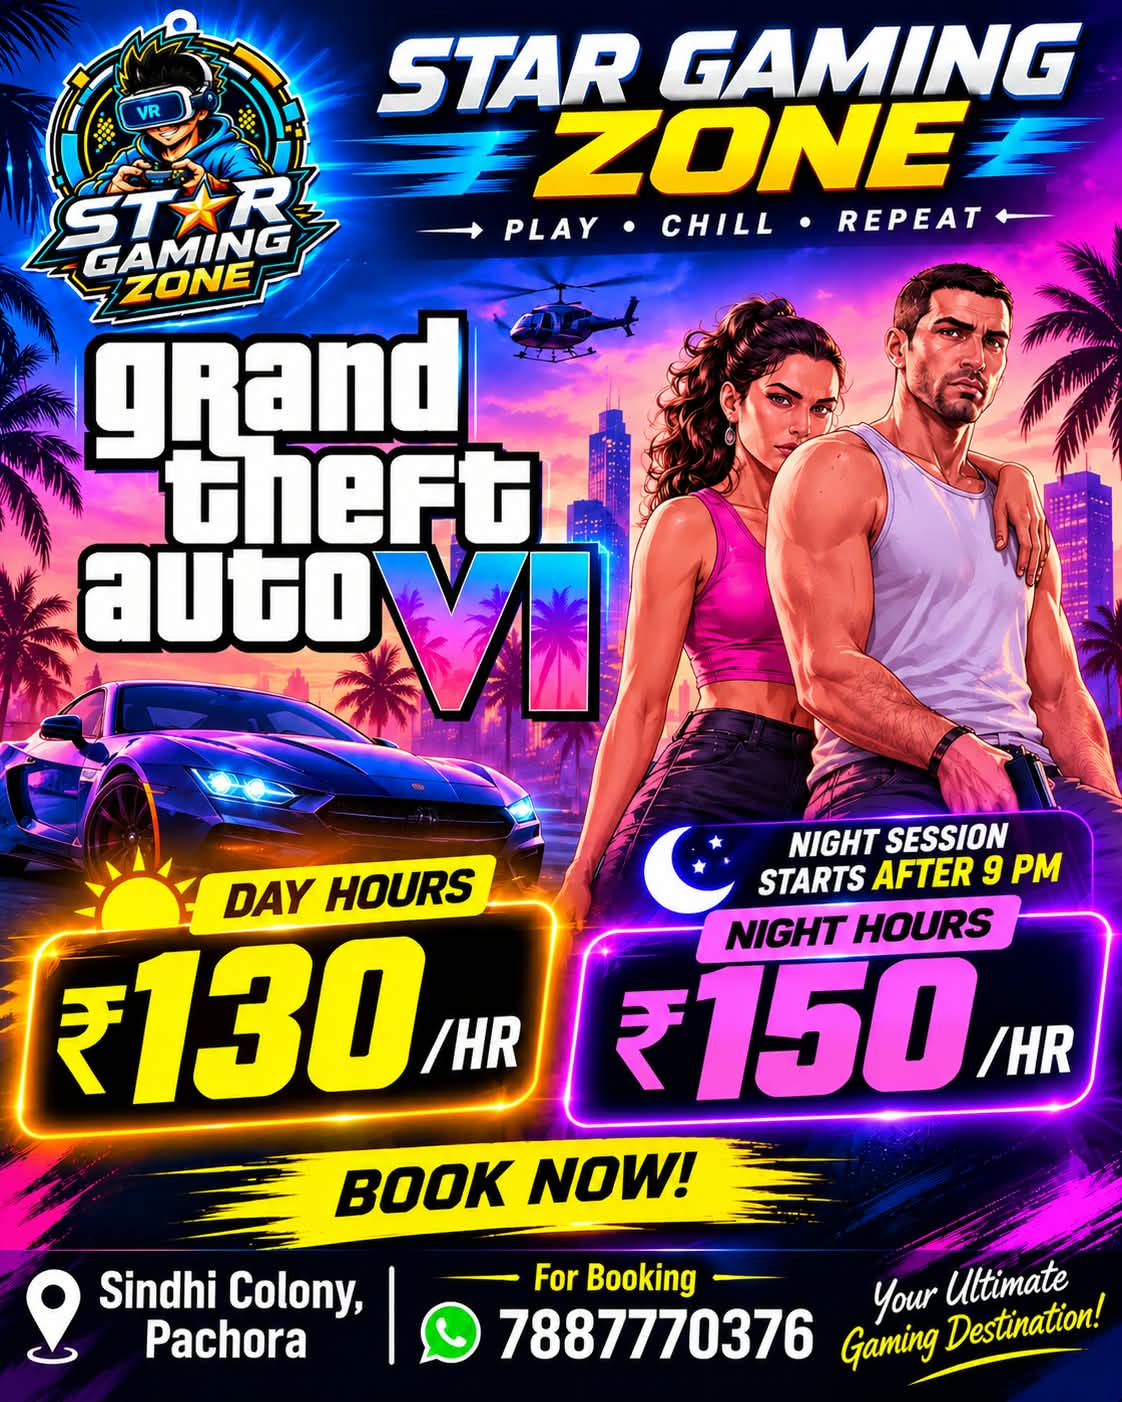 VR
STAR
GAMING
ZONE
STAR GAMING
ZONE
PLAY • CHILL • REPEAT
grand
theft
auto VI
DAY HOURS
₹130/HR
NIGHT SESSION
STARTS AFTER 9 PM
NIGHT HOURS
₹150/HR
BOOK NOW!
Sindhi Colony,
Pachora
For Booking
7887770376
Your Ultimate
Gaming Destination!